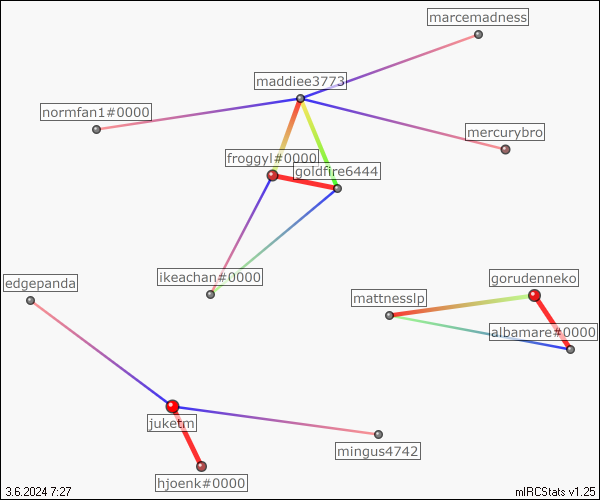 marcemadness
maddiee3773
normfan1#0000
mercurybro
froggyl#0000
goldfire6444
ikeachan#0000
edgepanda
gorudenneko
mattnesslp
albamare#0000
juketm
mingus4742
hjoenk#0000
3.6.2024 7:27
mIRCStats v1.25